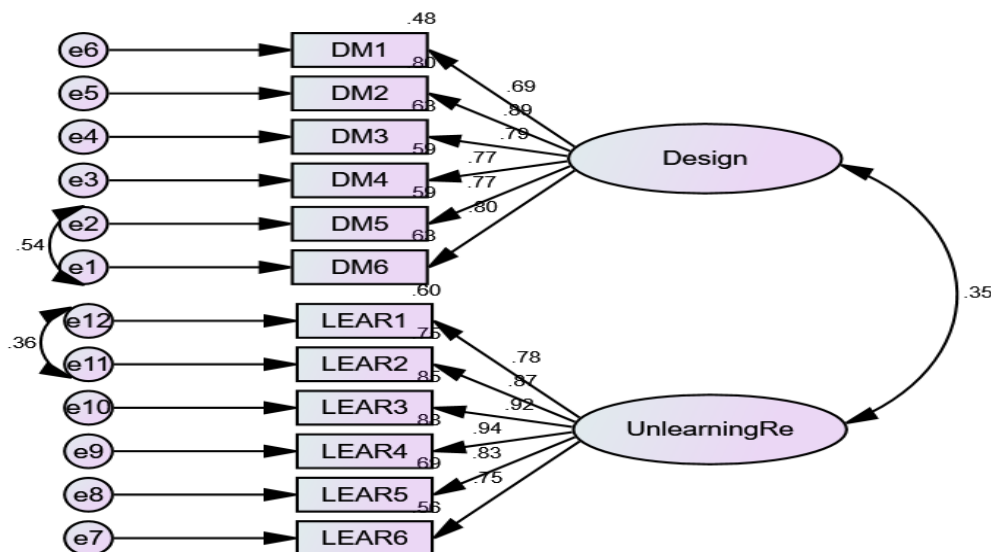 .48
e6 DM1
.80
.69
e5 DM2
.89
.63
.79
e4 DM3
.59
.77
Design
e3 DM4
.59
.77
.80
e2 DM5
.63
.54
e1 DM6
.60
.35
e12 LEAR1
.75
.36
.78
e11 LEAR2
.87
.85
.92
e10 LEAR3
.88
.94
UnlearningRe
e9 LEAR4
.69
.83
.75
e8 LEAR5
.56
e7 LEAR6